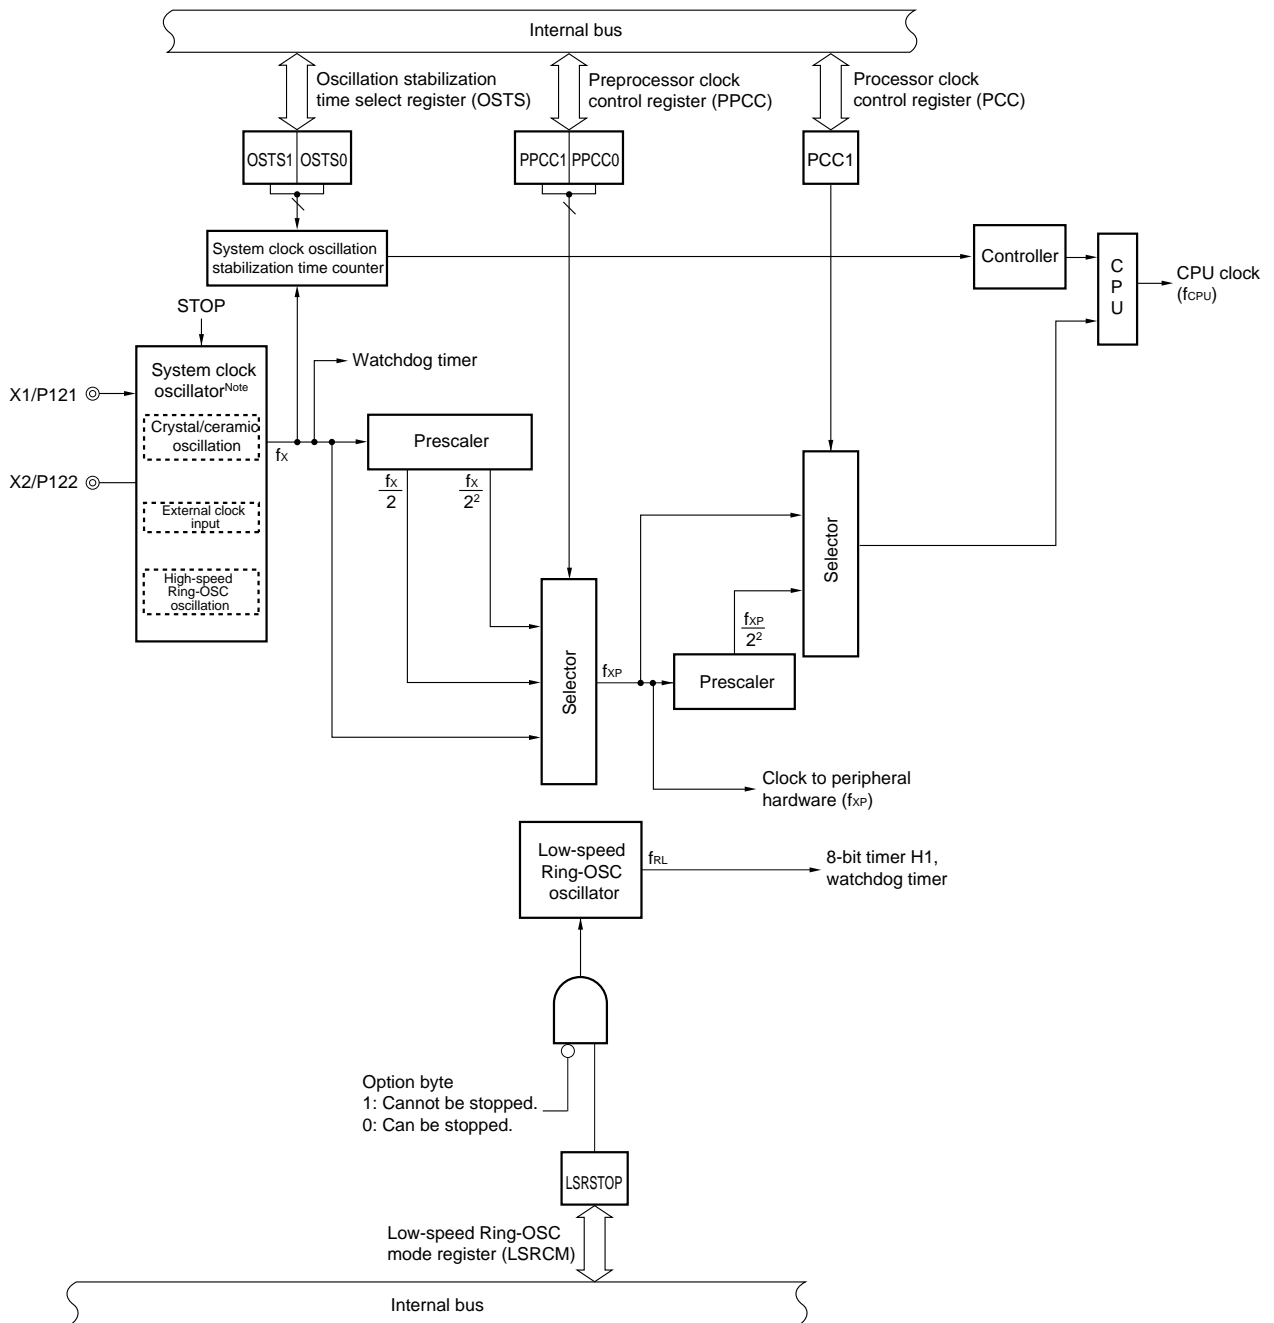 Internal bus
Oscillation stabilization
time select register (OSTS)
Preprocessor clock
control register (PPCC)
Processor clock
control register (PCC)
OSTS1 OSTS0
PPCC1 PPCC0
PCC1
System clock oscillation
stabilization time counter
Controller
C
P
U
CPU clock
(fCPU)
STOP
System clock
oscillatorNote
Watchdog timer
X1/P121
Crystal/ceramic
oscillation
fX
Prescaler
X2/P122
fX
2
fX
2²
External clock
input
High-speed
Ring-OSC
oscillation
Selector
fXP
2²
Selector
fXP
Prescaler
Clock to peripheral
hardware (fXP)
Low-speed
Ring-OSC
oscillator
fRL
8-bit timer H1,
watchdog timer
Option byte
1: Cannot be stopped.
0: Can be stopped.
LSRSTOP
Low-speed Ring-OSC
mode register (LSRCM)
Internal bus